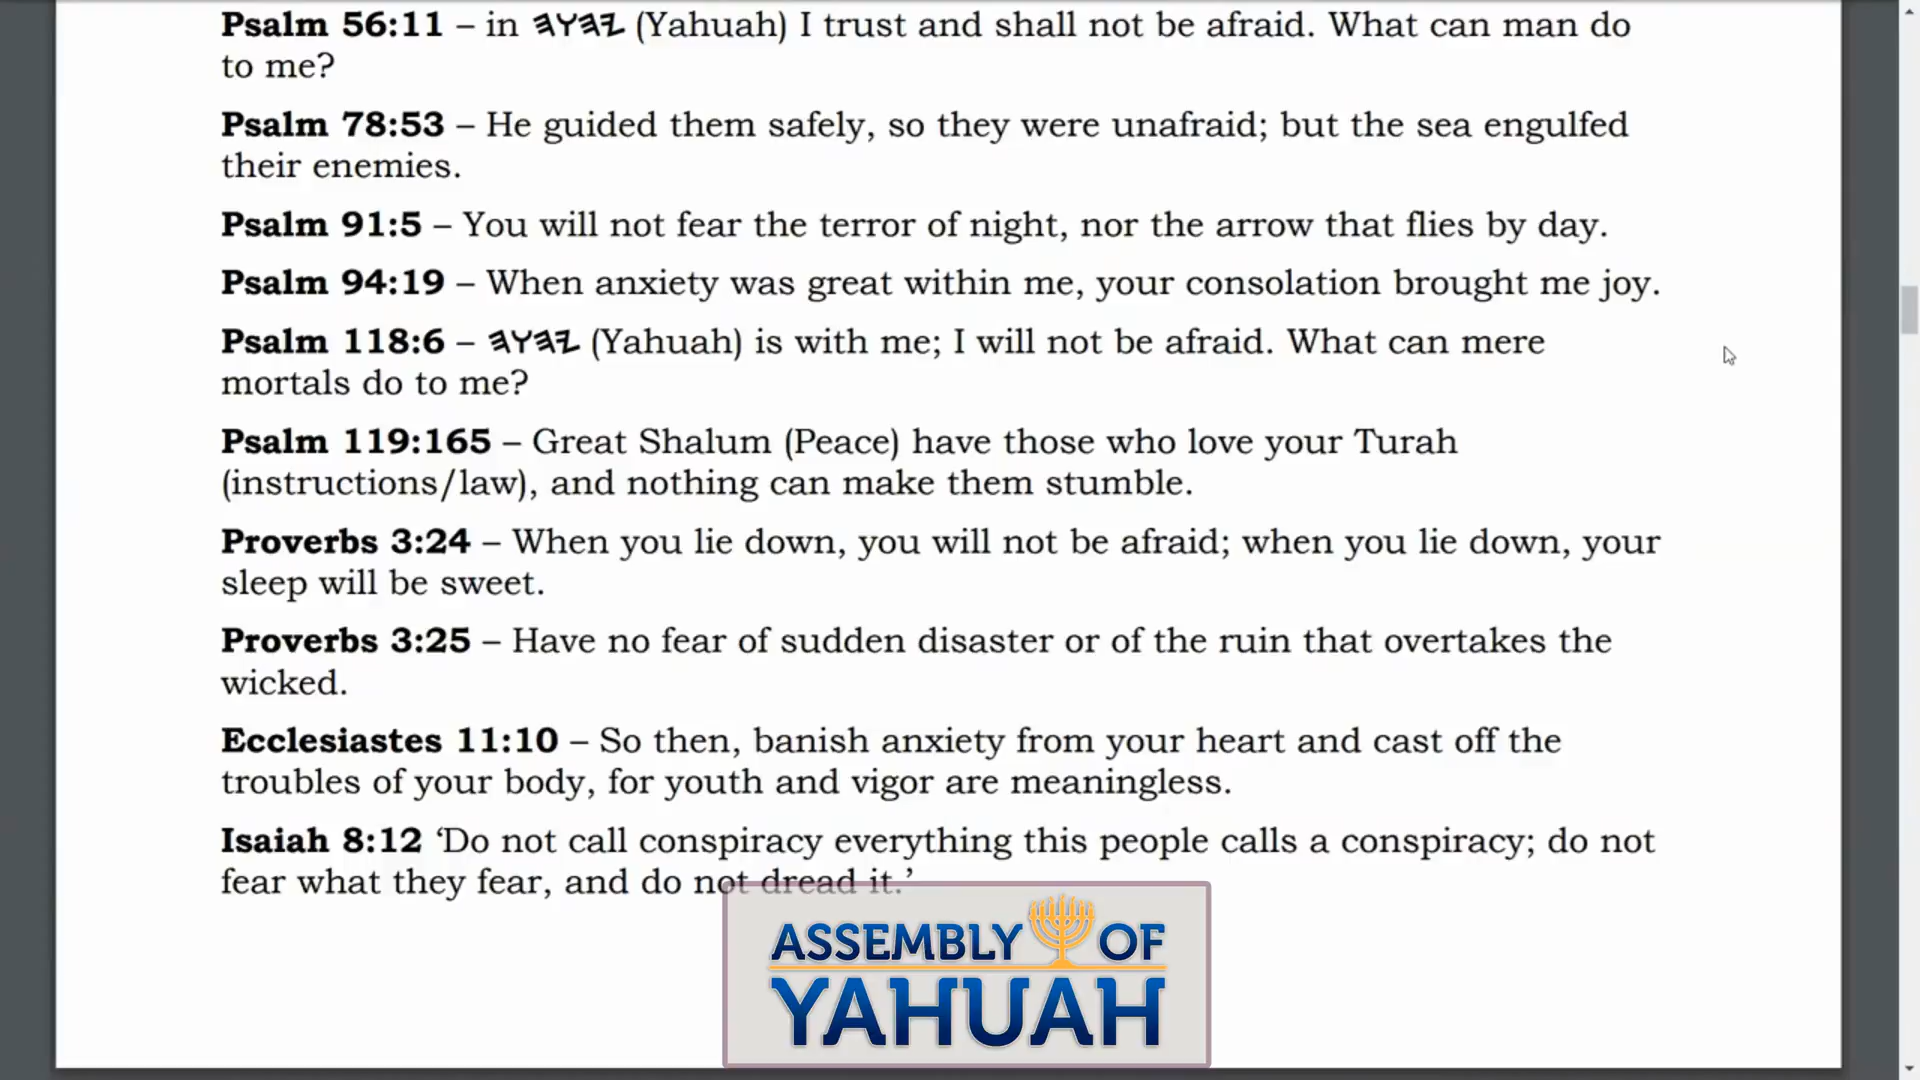 Psalm 56:11 – in 𐤉𐤄𐤅𐤄 (Yahuah) I trust and shall not be afraid. What can man do
to me?
Psalm 78:53 – He guided them safely, so they were unafraid; but the sea engulfed
their enemies.
Psalm 91:5 – You will not fear the terror of night, nor the arrow that flies by day.
Psalm 94:19 – When anxiety was great within me, your consolation brought me joy.
Psalm 118:6 – 𐤉𐤄𐤅𐤄 (Yahuah) is with me; I will not be afraid. What can mere
mortals do to me?
Psalm 119:165 – Great Shalum (Peace) have those who love your Turah
(instructions/law), and nothing can make them stumble.
Proverbs 3:24 – When you lie down, you will not be afraid; when you lie down, your
sleep will be sweet.
Proverbs 3:25 – Have no fear of sudden disaster or of the ruin that overtakes the
wicked.
Ecclesiastes 11:10 – So then, banish anxiety from your heart and cast off the
troubles of your body, for youth and vigor are meaningless.
Isaiah 8:12 ‘Do not call conspiracy everything this people calls a conspiracy; do not
fear what they fear, and do not dread it.’
ASSEMBLY OF
YAHUAH